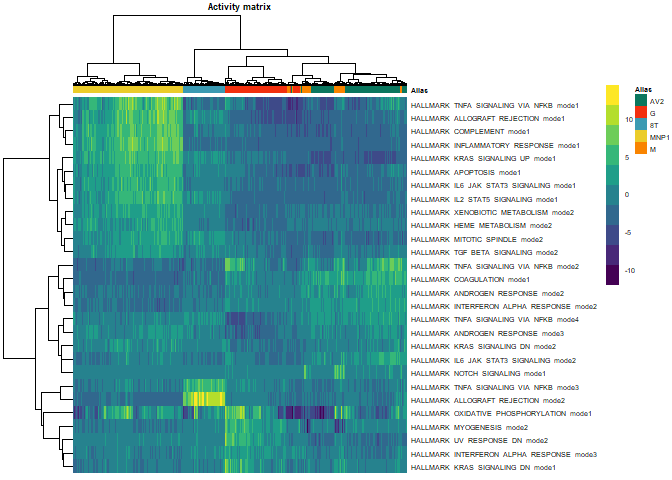 Activity matrix
Alias
HALLMARK TNFA SIGNALING VIA NFKB mode1
HALLMARK ALLOGRAFT REJECTION mode1
HALLMARK COMPLEMENT mode1
HALLMARK INFLAMMATORY RESPONSE mode1
HALLMARK KRAS SIGNALING UP mode1
HALLMARK APOPTOSIS mode1
HALLMARK IL6 JAK STAT3 SIGNALING mode1
HALLMARK IL2 STAT5 SIGNALING mode1
HALLMARK XENOBIOTIC METABOLISM mode2
HALLMARK HEME METABOLISM mode2
HALLMARK MITOTIC SPINDLE mode2
HALLMARK TGF BETA SIGNALING mode2
HALLMARK TNFA SIGNALING VIA NFKB mode2
HALLMARK COAGULATION mode1
HALLMARK ANDROGEN RESPONSE mode2
HALLMARK INTERFERON ALPHA RESPONSE mode2
HALLMARK TNFA SIGNALING VIA NFKB mode4
HALLMARK ANDROGEN RESPONSE mode3
HALLMARK KRAS SIGNALING DN mode2
HALLMARK IL6 JAK STAT3 SIGNALING mode2
HALLMARK NOTCH SIGNALING mode1
HALLMARK TNFA SIGNALING VIA NFKB mode3
HALLMARK ALLOGRAFT REJECTION mode2
HALLMARK OXIDATIVE PHOSPHORYLATION mode1
HALLMARK MYOGENESIS mode2
HALLMARK UV RESPONSE DN mode2
HALLMARK INTERFERON ALPHA RESPONSE mode3
HALLMARK KRAS SIGNALING DN mode1
10
5
0
-5
-10
Alias
AV2
G
8T
MNP1
M